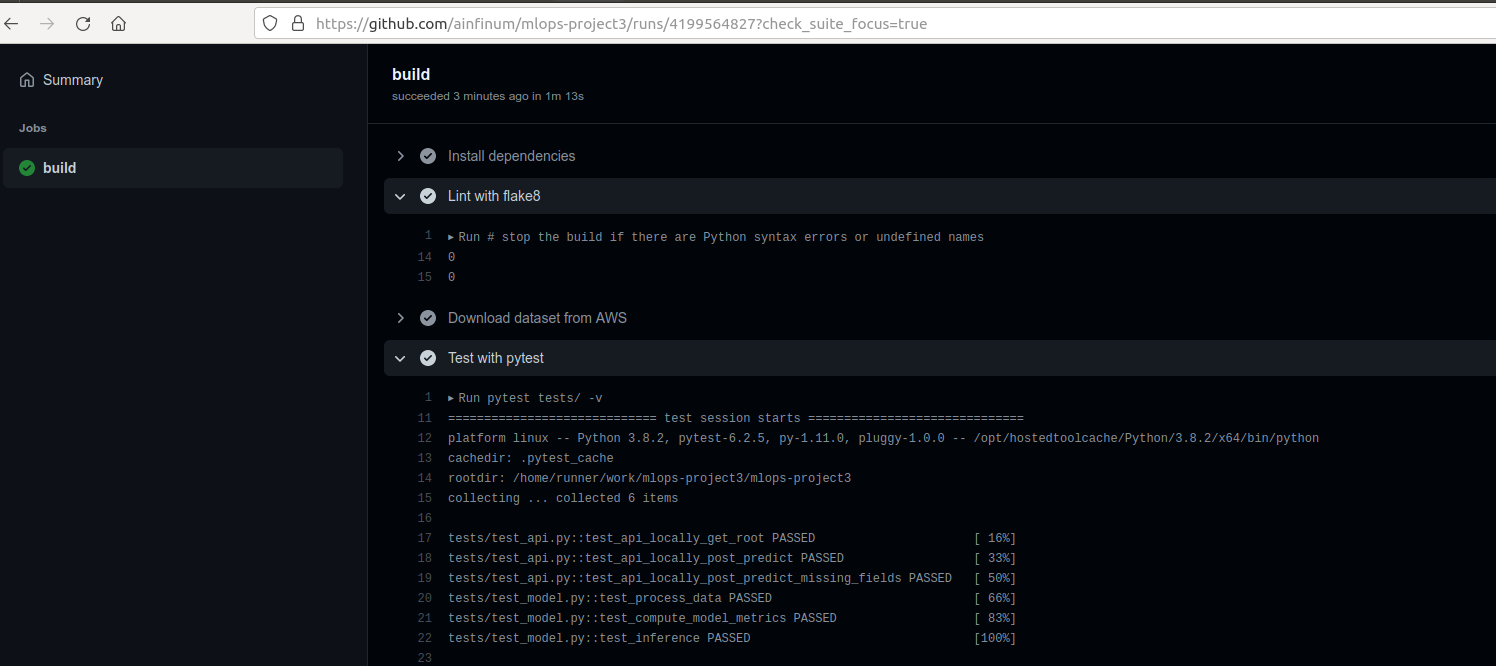 https://github.com/ainfinum/mlops-project3/runs/4199564827?check_suite_focus=true
Summary
Jobs
build
build
succeeded 3 minutes ago in 1m 13s
Install dependencies
Lint with flake8
1 ▸ Run # stop the build if there are Python syntax errors or undefined names
14 0
15 0
Download dataset from AWS
Test with pytest
1 ▸ Run pytest tests/ -v
11 ============================= test session starts ==============================
12 platform linux -- Python 3.8.2, pytest-6.2.5, py-1.11.0, pluggy-1.0.0 -- /opt/hostedtoolcache/Python/3.8.2/x64/bin/python
13 cachedir: .pytest_cache
14 rootdir: /home/runner/work/mlops-project3/mlops-project3
15 collecting ... collected 6 items
16
17 tests/test_api.py::test_api_locally_get_root PASSED [ 16%]
18 tests/test_api.py::test_api_locally_post_predict PASSED [ 33%]
19 tests/test_api.py::test_api_locally_post_predict_missing_fields PASSED [ 50%]
20 tests/test_model.py::test_process_data PASSED [ 66%]
21 tests/test_model.py::test_compute_model_metrics PASSED [ 83%]
22 tests/test_model.py::test_inference PASSED [100%]
23